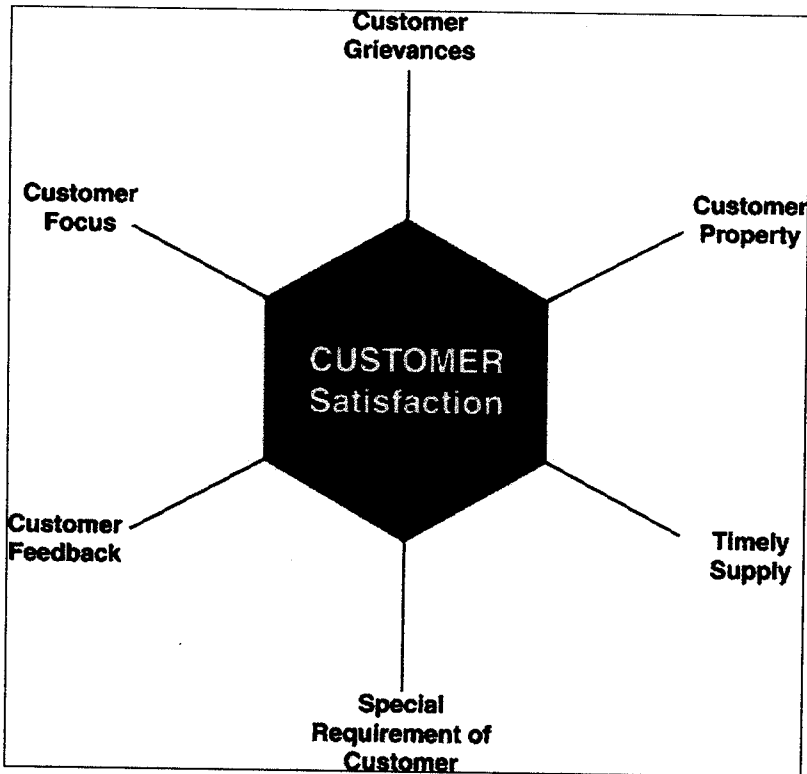 Customer
Grievances
Customer
Focus
Customer
Property
CUSTOMER
Satisfaction
Customer
Feedback
Timely
Supply
Special
Requirement of
Customer